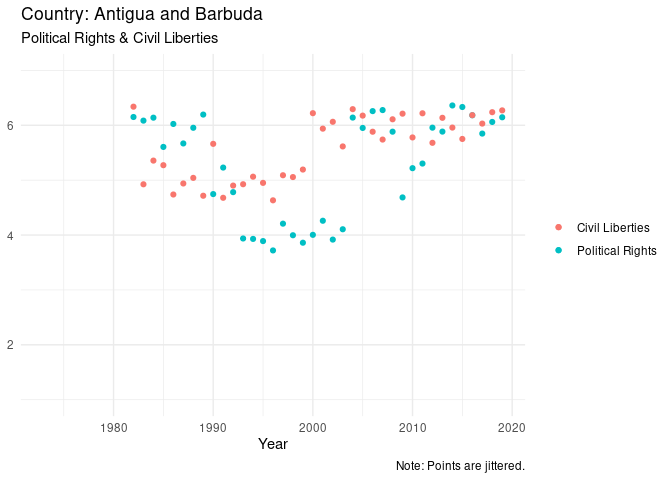 Country: Antigua and Barbuda
Political Rights & Civil Liberties
6
4
2
1980 1990 2000 2010 2020
Year
Civil Liberties
Political Rights
Note: Points are jittered.